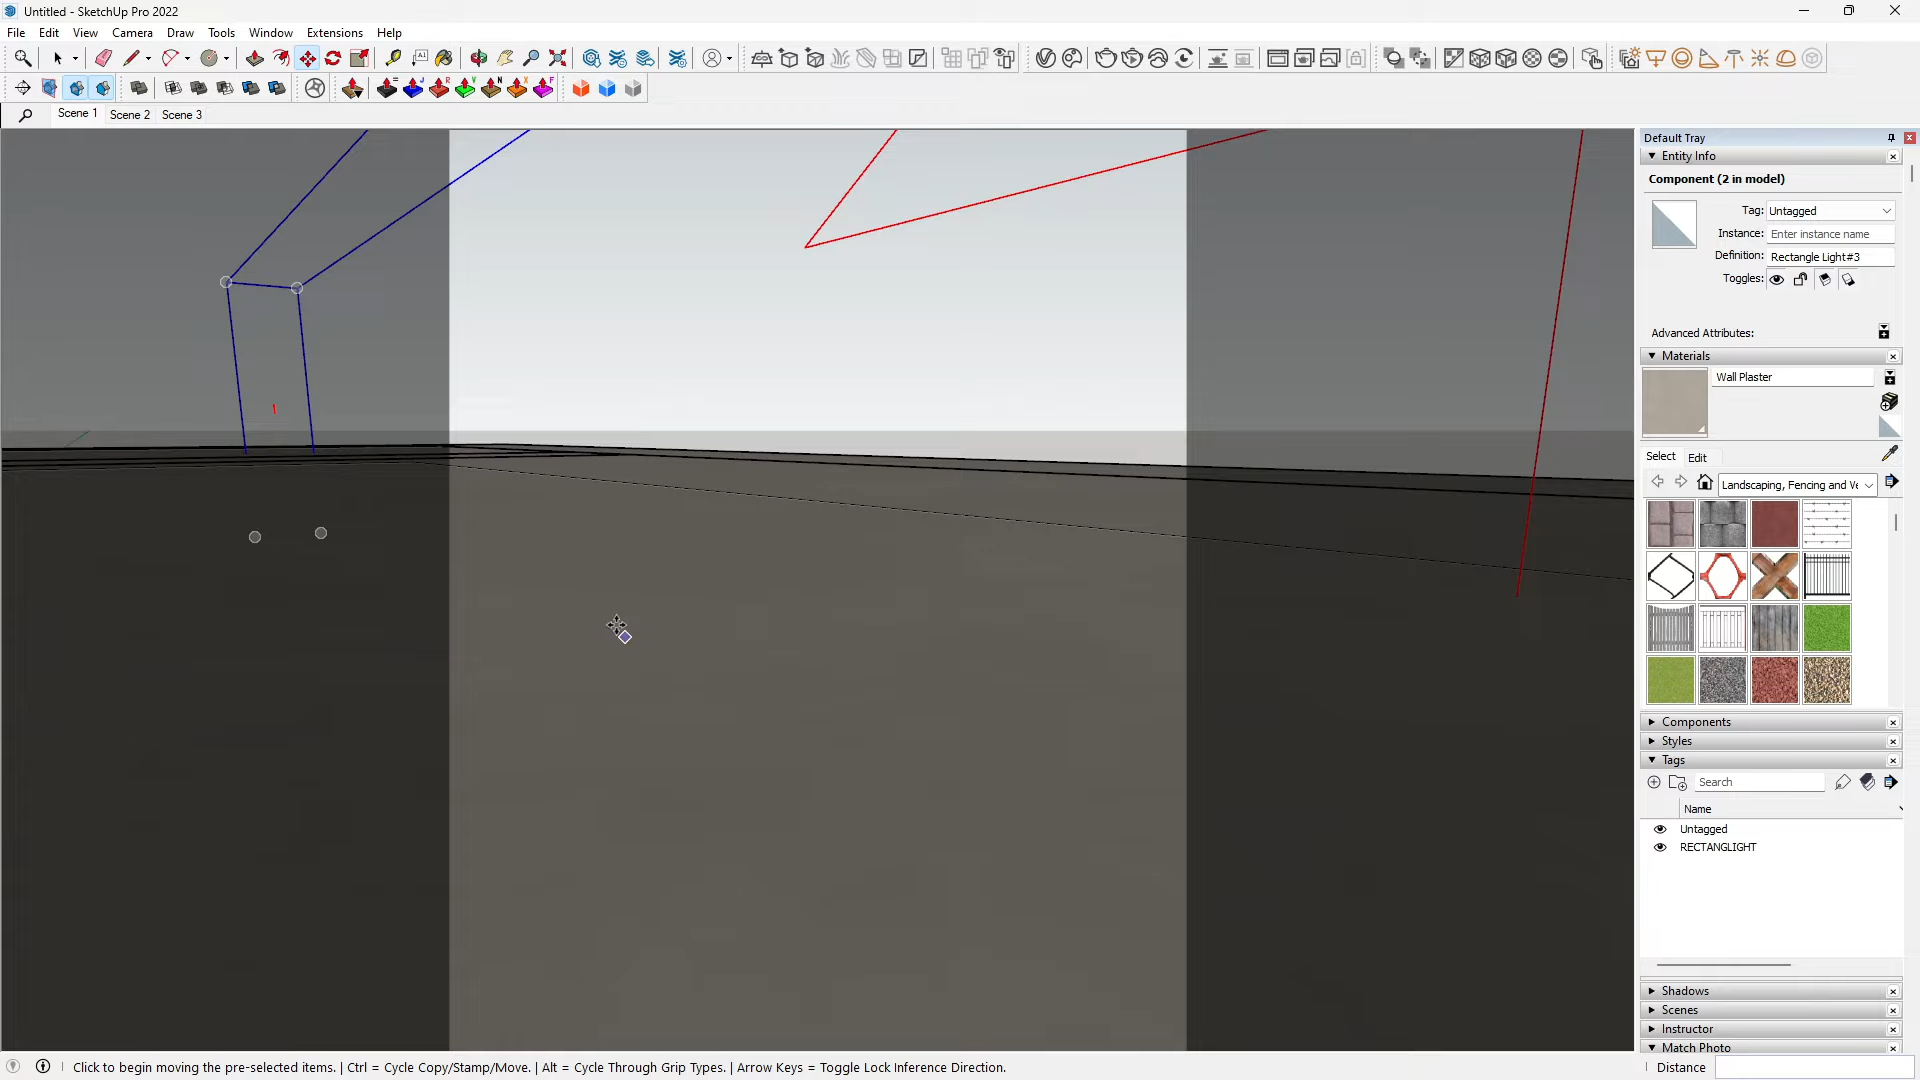 Untitled - SketchUp Pro 2022
File Edit View Camera Draw Tools Window Extensions Help
Scene 1 Scene 2 Scene 3
Default Tray
Entity Info
Component (2 in model)
Tag: Untagged
Instance: Enter instance name
Definition: Rectangle Light#3
Toggles:
Advanced Attributes:
Materials
Wall Plaster
Select Edit
Landscaping, Fencing and Ve
Components
Styles
Tags
Search
Name
Untagged
RECTANGLIGHT
Shadows
Scenes
Instructor
Match Photo
Click to begin moving the pre-selected items. | Ctrl = Cycle Copy/Stamp/Move. | Alt = Cycle Through Grip Types. | Arrow Keys = Toggle Lock Inference Direction.
Distance